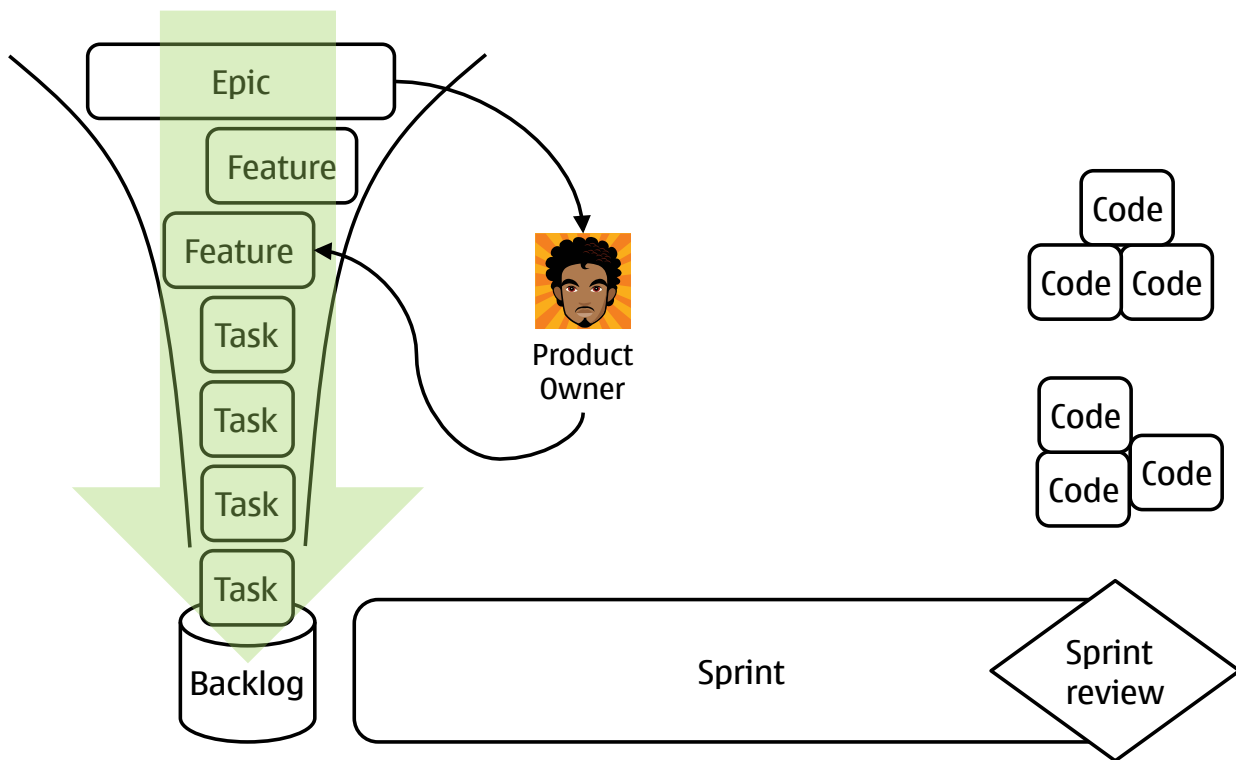 Epic
Feature
Feature
Task
Task
Task
Task
Backlog
Product
Owner
Code
Code
Code
Code
Code
Code
Sprint
Sprint
review